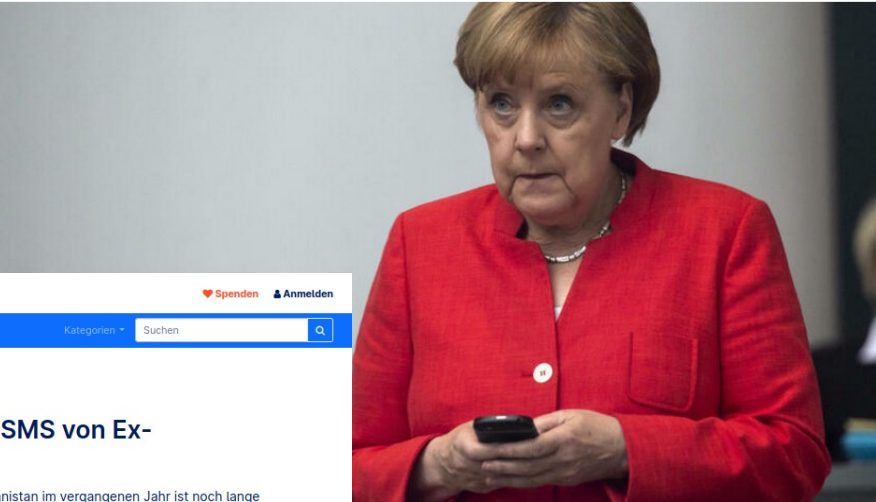 Spenden Anmelden
Kategorien Suchen
SMS von Ex-
nistan im vergangenen Jahr ist noch lange